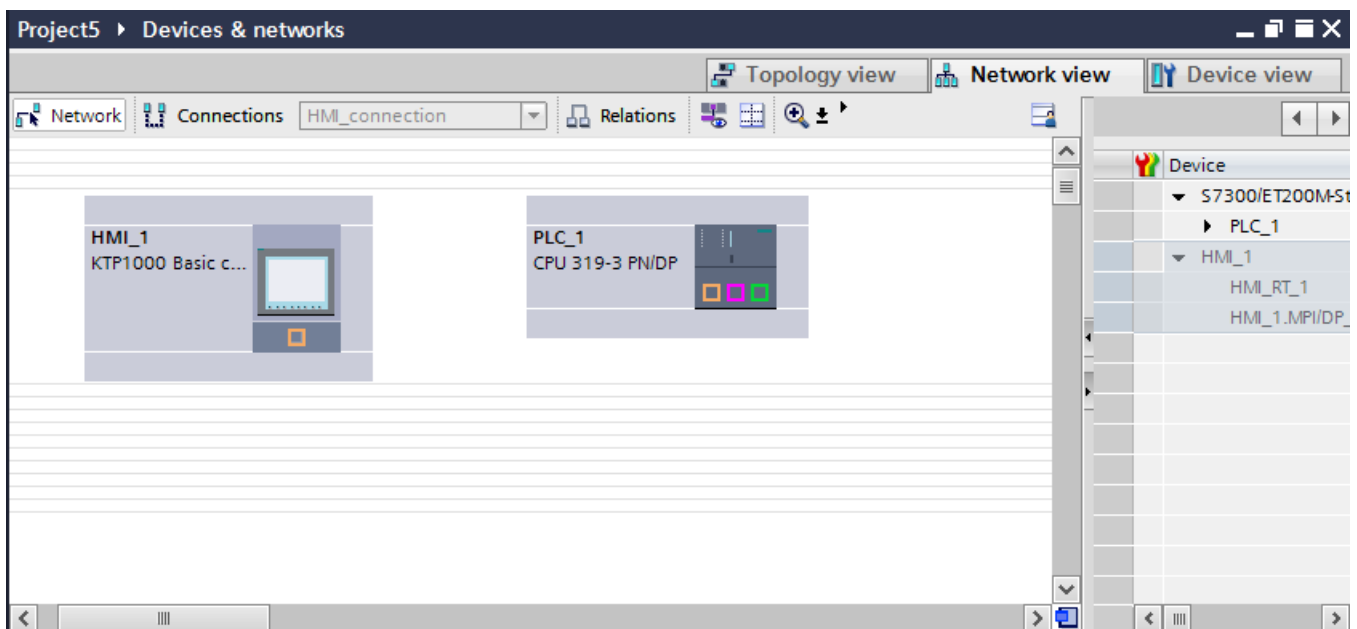 Project5 ▸ Devices & networks
Topology view Network view Device view
Network Connections HMI_connection Relations
Device
S7300/ET200M-St
PLC_1
HMI_1
HMI_RT_1
HMI_1.MPI/DP_
HMI_1
KTP1000 Basic c...
PLC_1
CPU 319-3 PN/DP